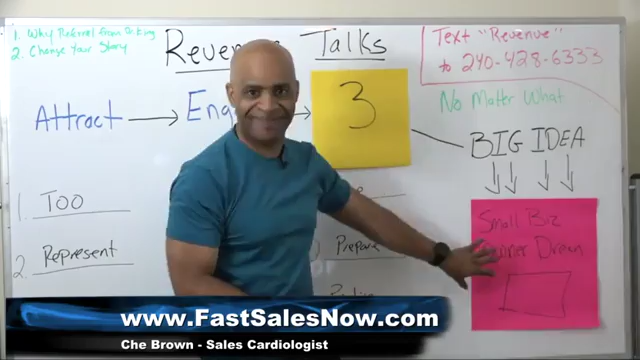 1. Why Referral from Dating
2. Change Your Story
Revenue Talks
Text "Revenue"
to 240-428-6333
Attract
3
No Matter What
BIG IDEA
1. TOO
2. Represent
Prepare
Small Biz
Dream
www.FastSalesNow.com
Che Brown - Sales Cardiologist